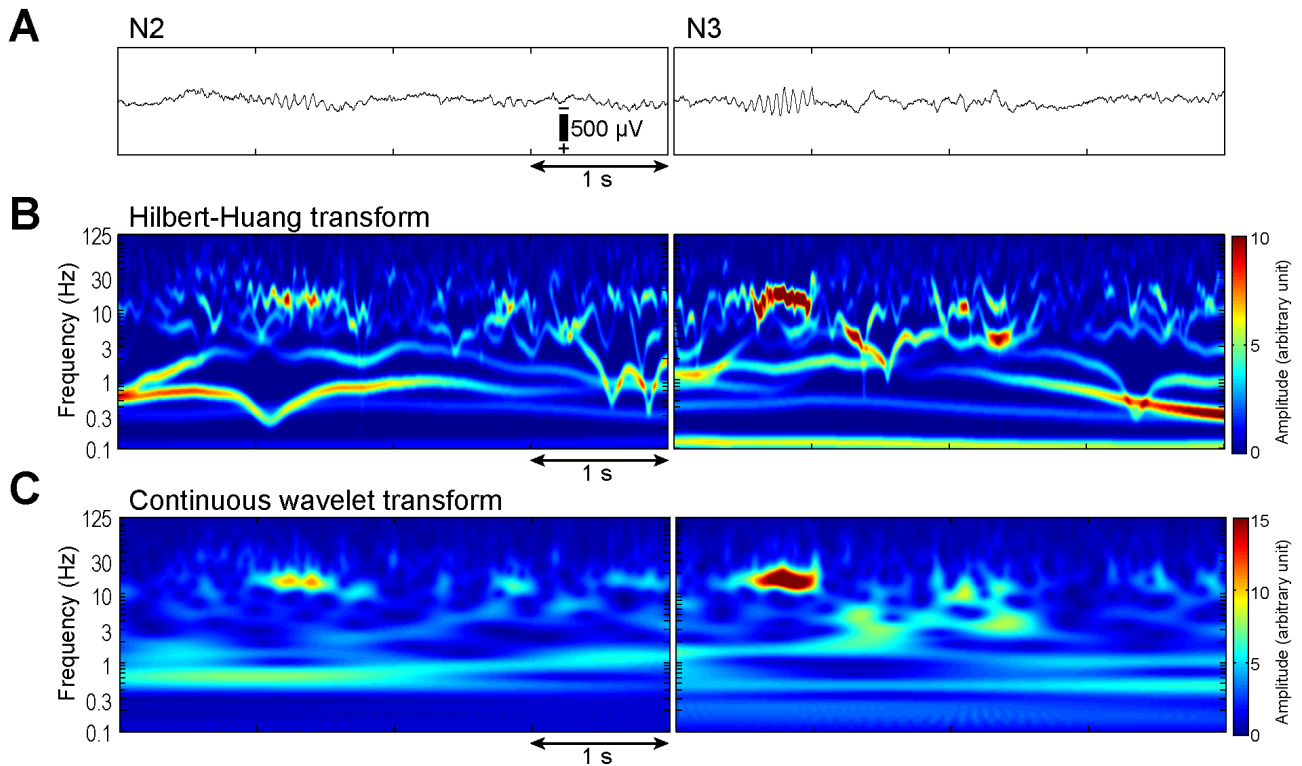 A
N2
N3
−
500 µV
+
1 s
B
Hilbert-Huang transform
Frequency (Hz)
125
30
10
3
1
0.3
0.1
1 s
10
5
0
Amplitude (arbitrary unit)
C
Continuous wavelet transform
Frequency (Hz)
125
30
10
3
1
0.3
0.1
1 s
15
10
5
0
Amplitude (arbitrary unit)